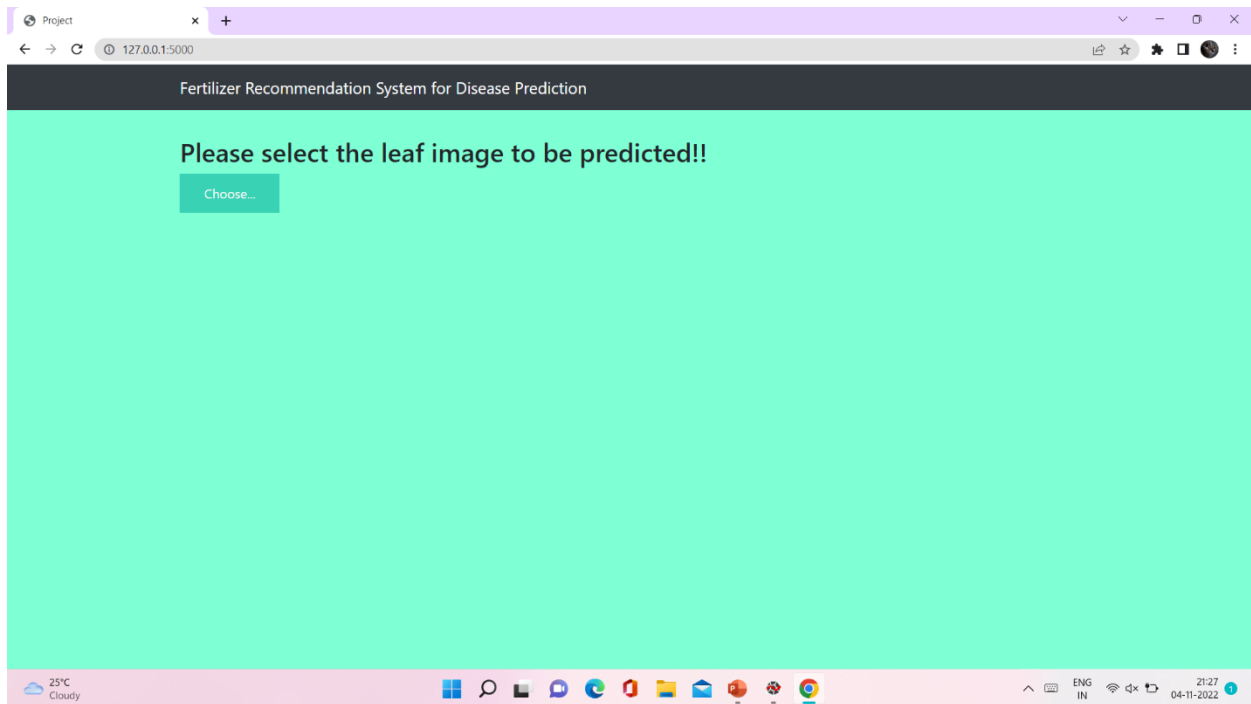 Project
127.0.0.1:5000
Fertilizer Recommendation System for Disease Prediction
Please select the leaf image to be predicted!!
Choose...
25°C
Cloudy
ENG
IN
21:27
04-11-2022
1